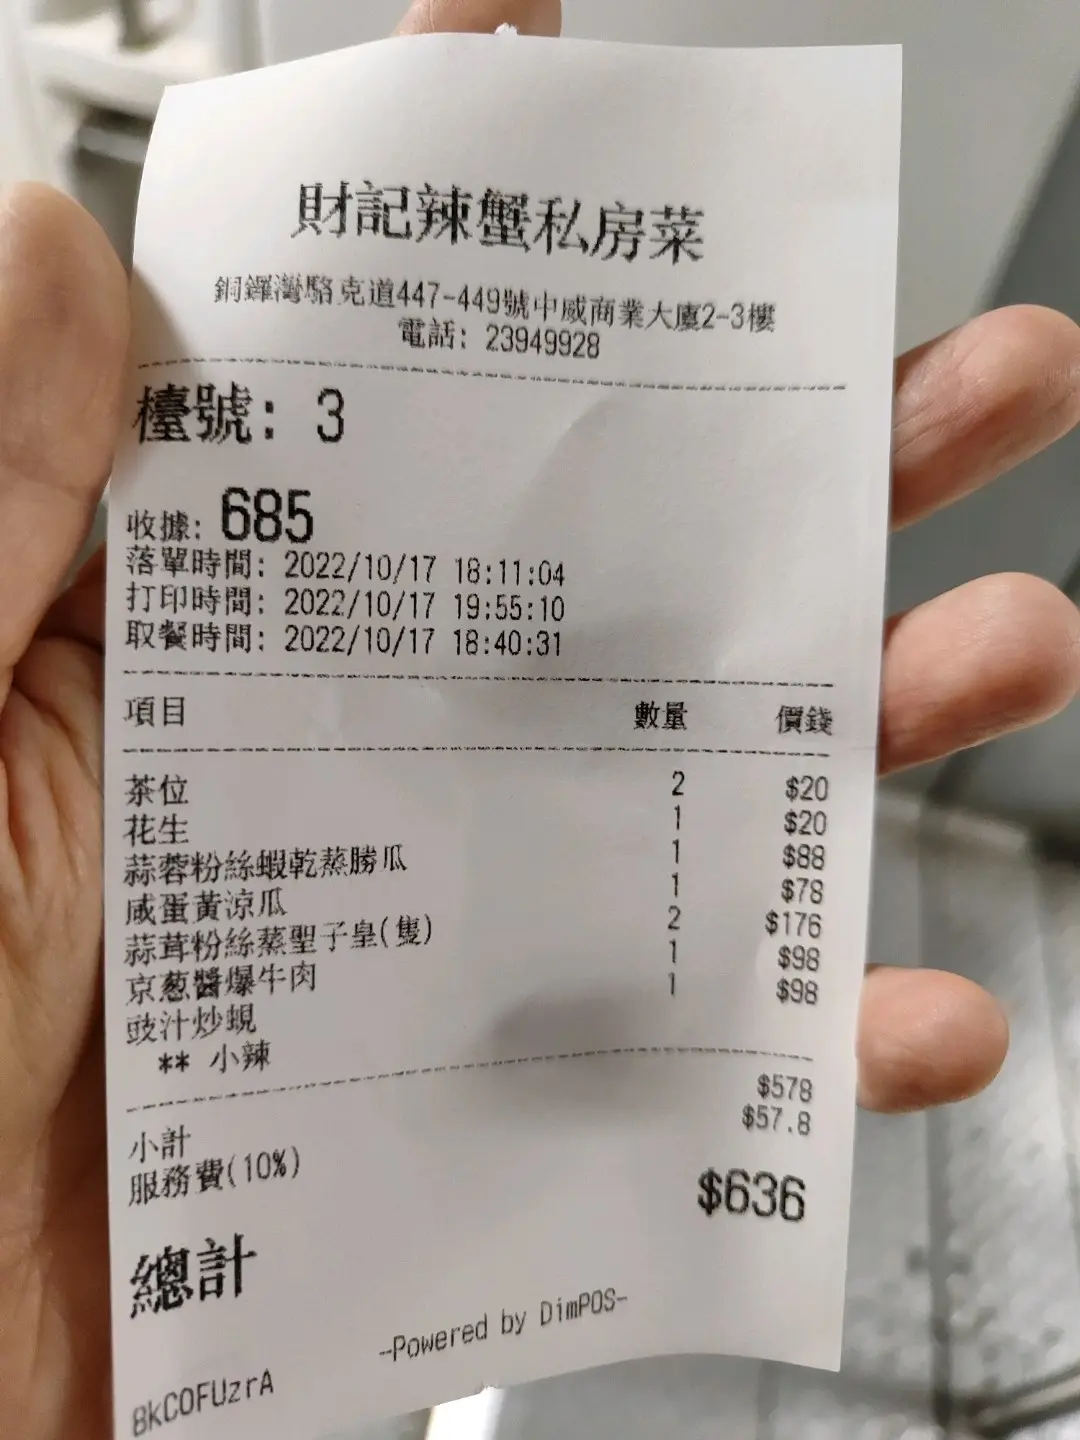 財記辣蟹私房菜
銅鑼灣駱克道447-449號中威商業大廈2-3樓
電話: 23949928
檯號: 3
收據: 685
落單時間: 2022/10/17 18:11:04
打印時間: 2022/10/17 19:55:10
取餐時間: 2022/10/17 18:40:31
項目 數量 價錢
茶位 2 $20
花生 1 $20
蒜蓉粉絲蝦乾蒸勝瓜 1 $88
咸蛋黃涼瓜 1 $78
蒜茸粉絲蒸聖子皇(隻) 2 $176
京葱醬爆牛肉 1 $98
豉汁炒蜆 1 $98
** 小辣
小計 $578
服務費(10%) $57.8
總計 $636
-Powered by DimPOS-
BkCOFUzrA